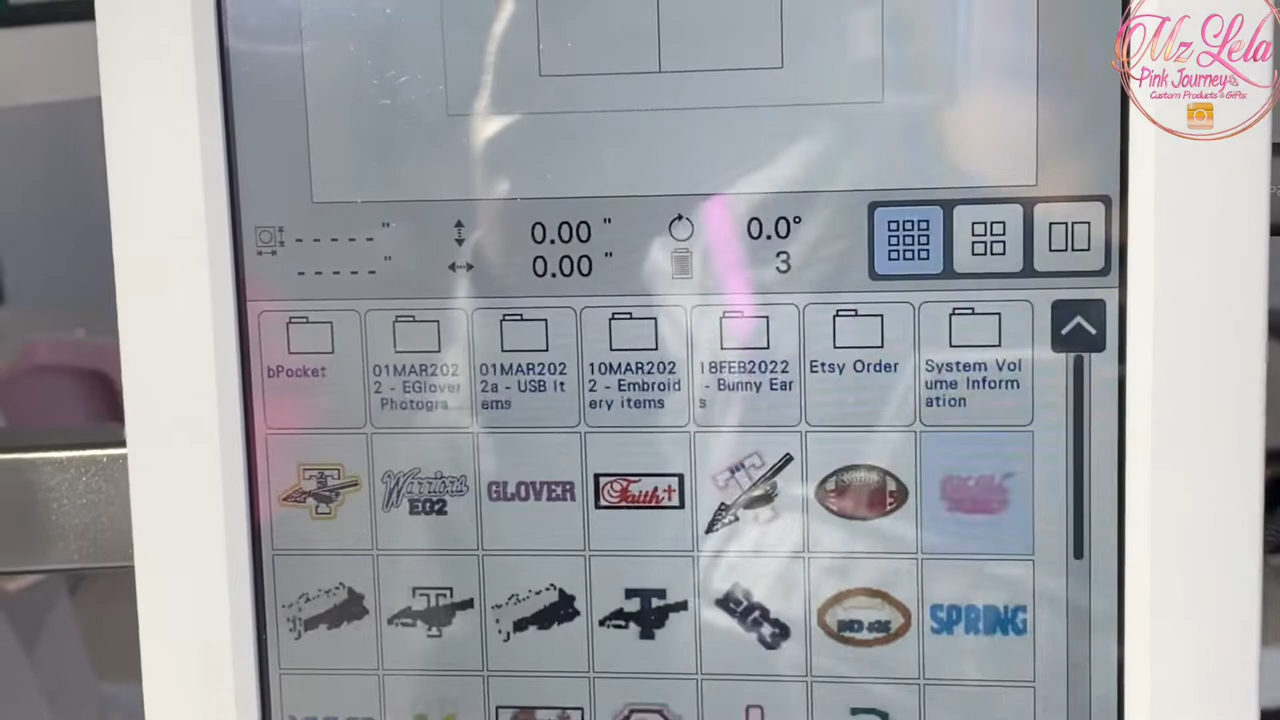 Mz Lela
Pink Journey
Custom Products & Gifts
----- " 0.00 " 0.0°
----- " 0.00 " 3
bPocket
01MAR202
2 - EGlover
Photogra
01MAR202
2a - USB It
ems
10MAR202
2 - Embroid
ery items
18FEB2022
- Bunny Ear
s
Etsy Order
System Vol
ume Inform
ation
T
Warriors
EG2
GLOVER
Faith
T
T
T
EG3
SPRING